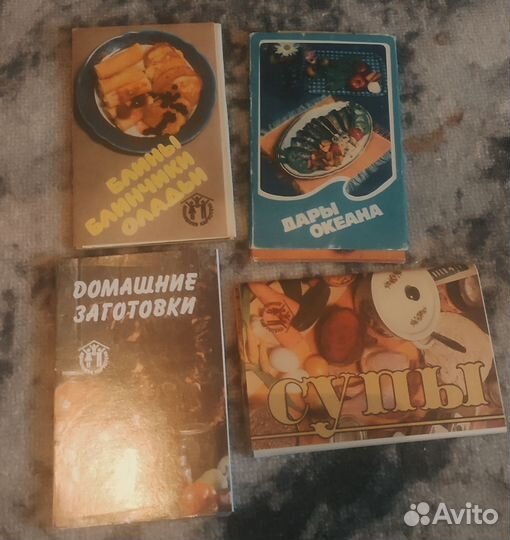 БЛИНЫ
БЛИНЧИКИ
ОЛАДЬИ
ДАРЫ
ОКЕАНА
ДОМАШНИЕ
ЗАГОТОВКИ
СУПЫ
Avito